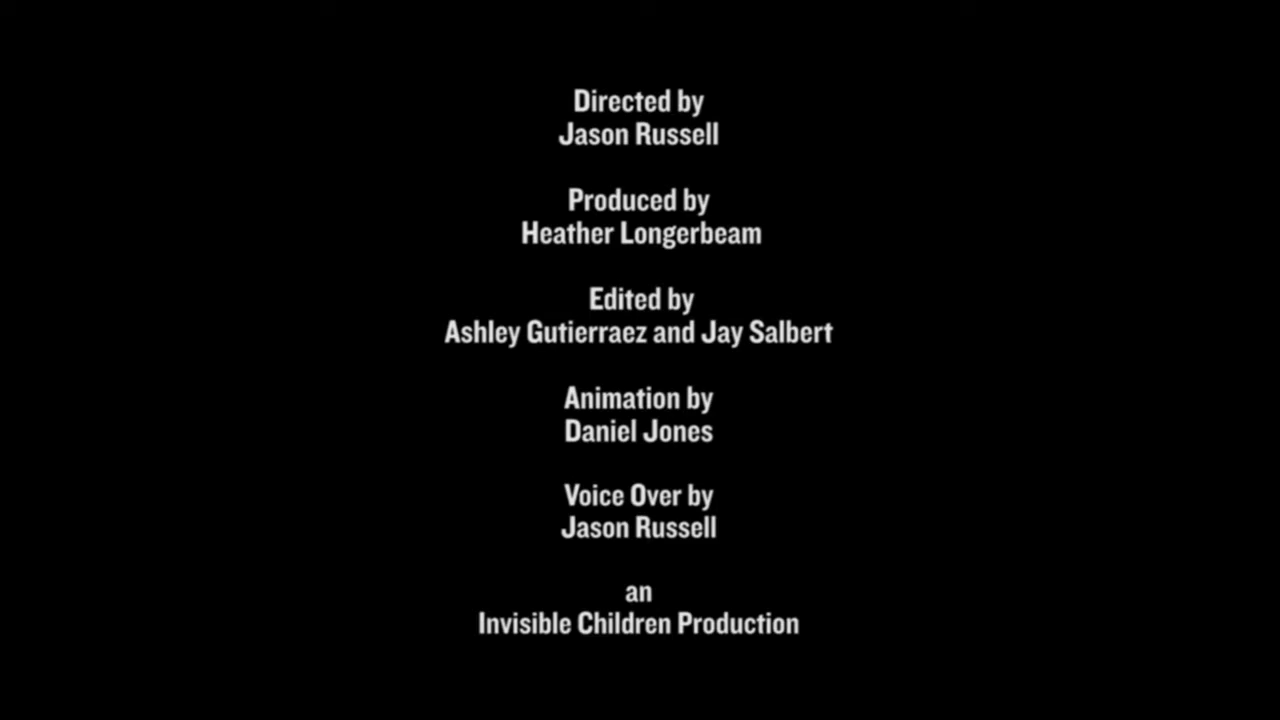 Directed by
Jason Russell
Produced by
Heather Longerbeam
Edited by
Ashley Gutierraez and Jay Salbert
Animation by
Daniel Jones
Voice Over by
Jason Russell
an
Invisible Children Production